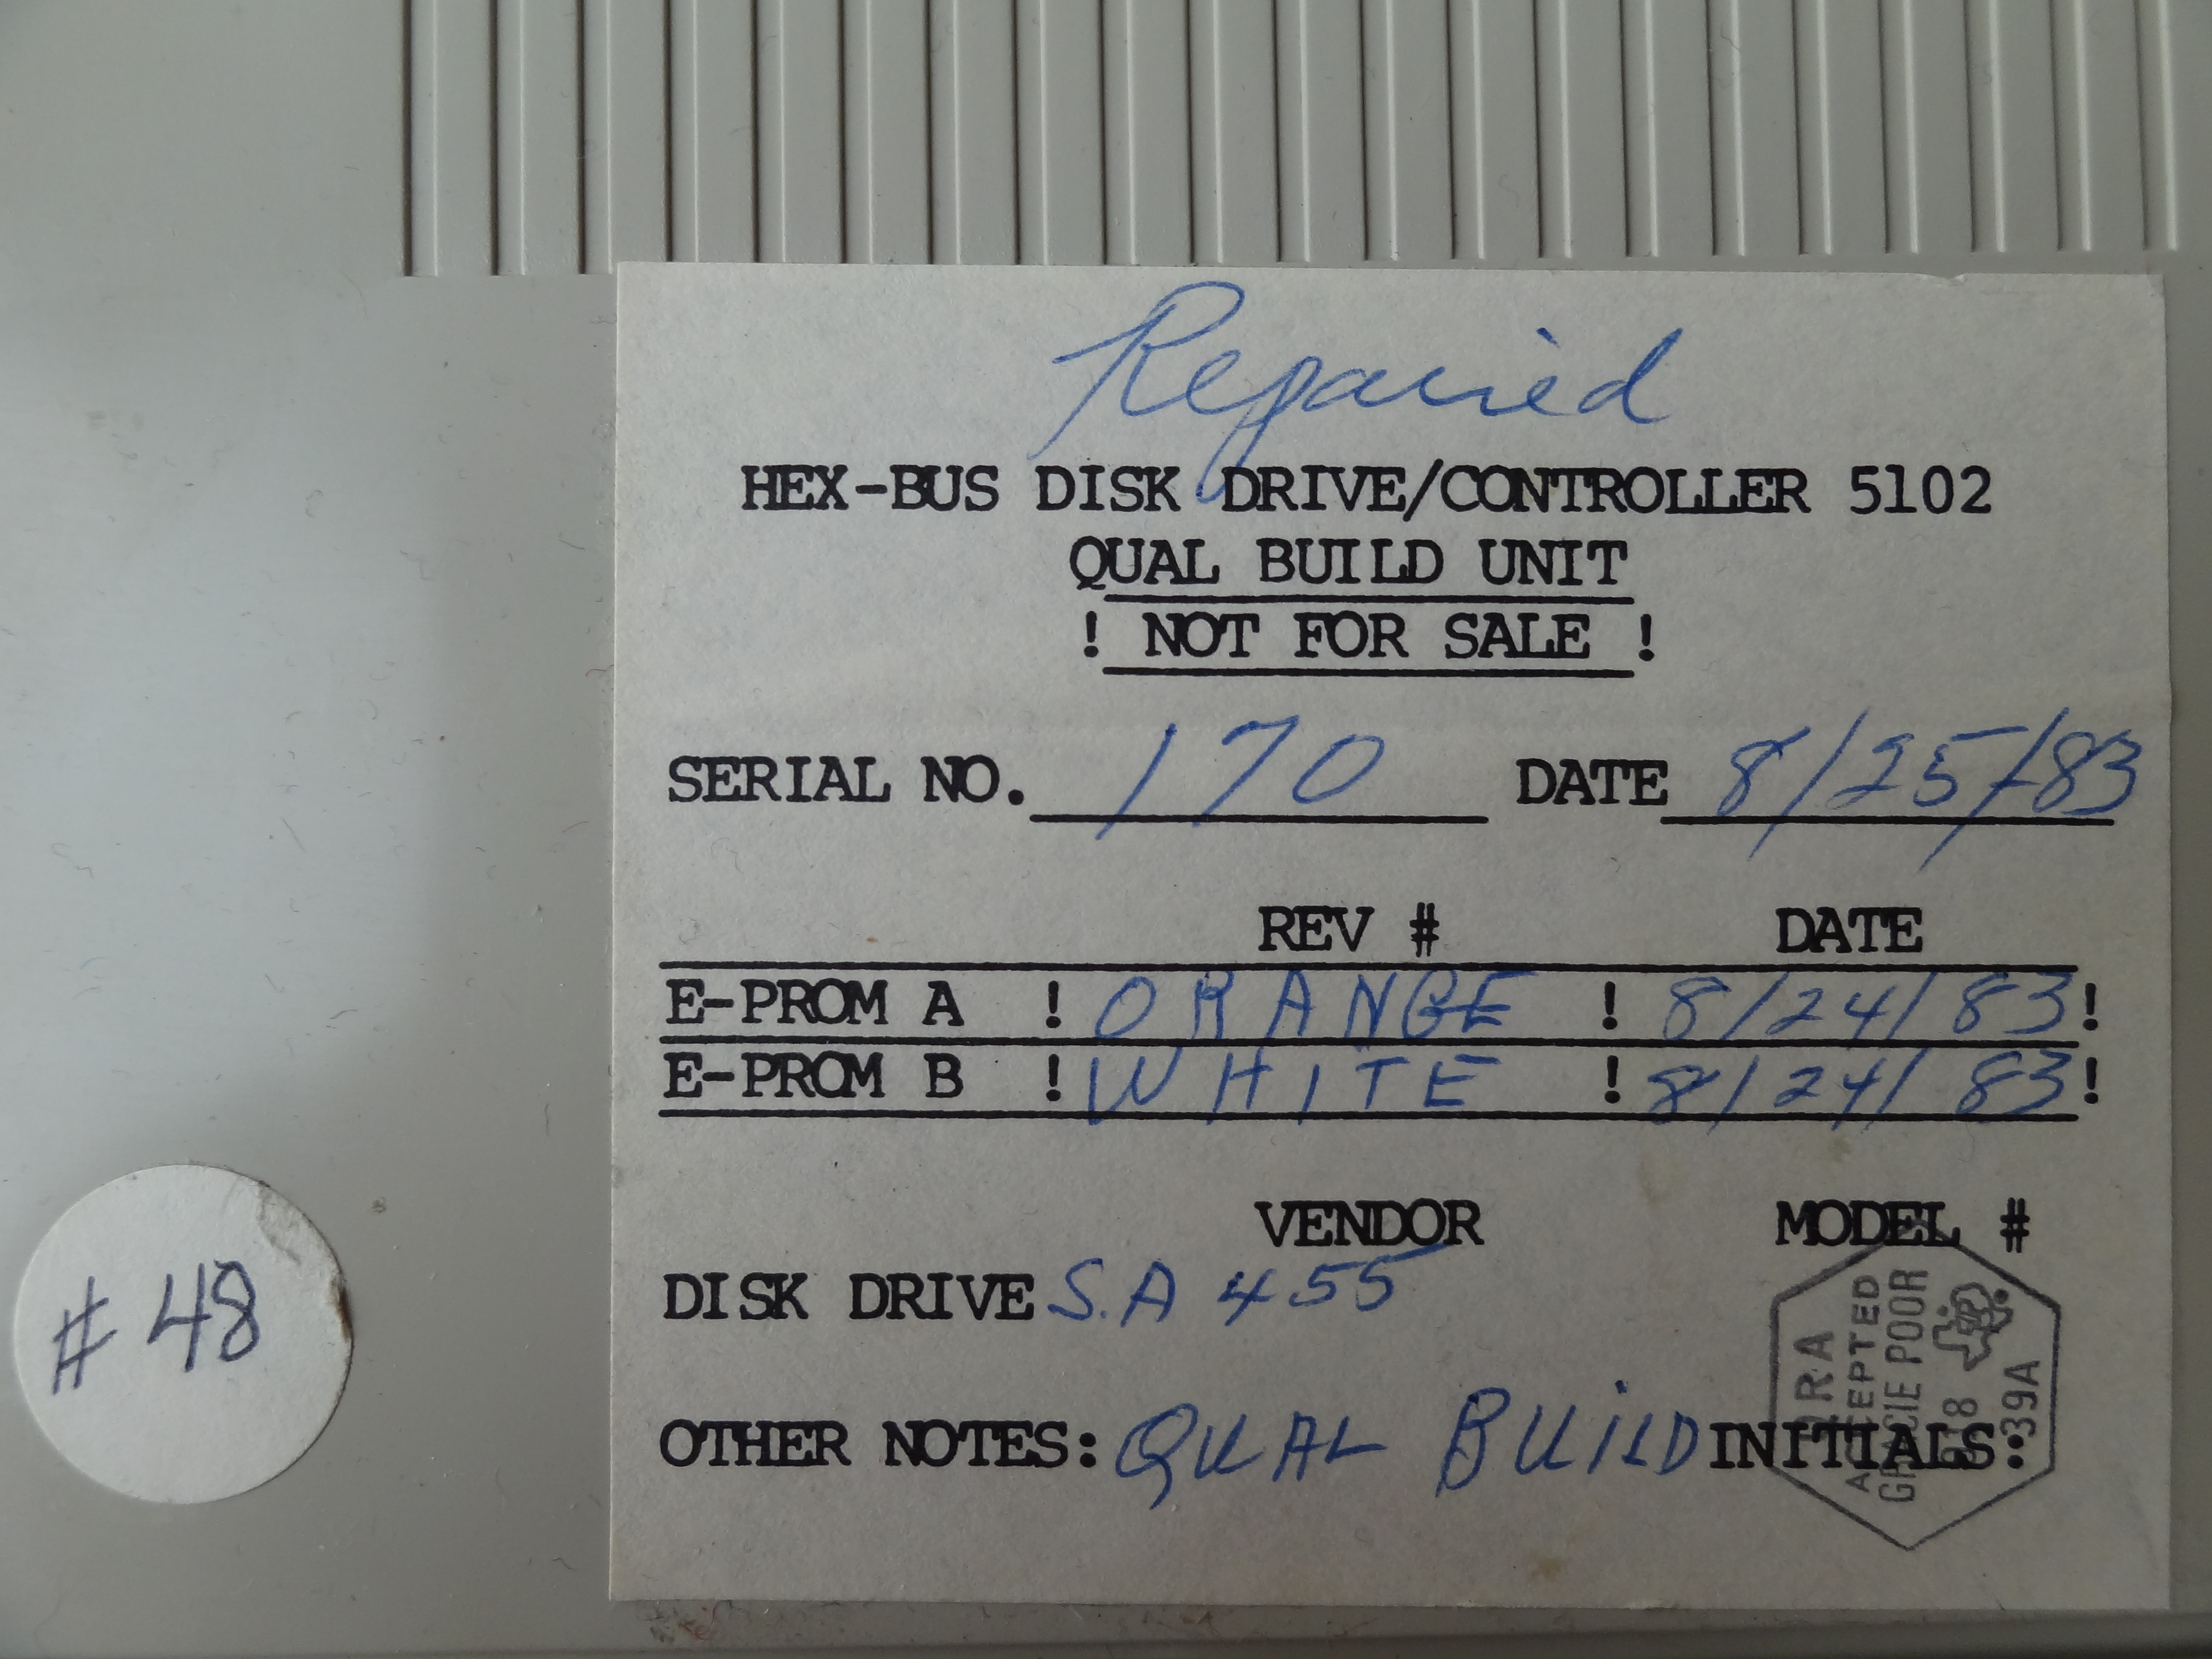 Repaired
HEX-BUS DISK DRIVE/CONTROLLER 5102
QUAL BUILD UNIT
! NOT FOR SALE !
SERIAL NO. 170 DATE 8/25/83
REV # DATE
E-PROM A ! ORANGE ! 8/24/83!
E-PROM B ! WHITE ! 8/24/83!
VENDOR MODEL #
DISK DRIVE S.A 455
OTHER NOTES: QUAL BUILD INITIALS:
ACCEPTED
POOR
39A
# 48